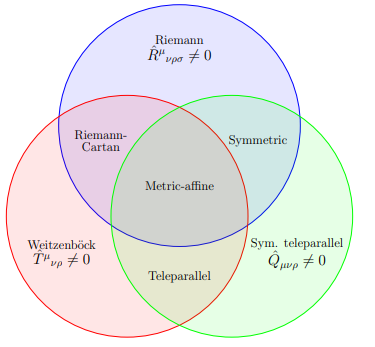 Riemann
R̂^μ_νρσ ≠ 0
Riemann-
Cartan
Symmetric
Metric-affine
Weitzenböck
T̂^μ_νρ ≠ 0
Sym. teleparallel
Q̂_μνρ ≠ 0
Teleparallel